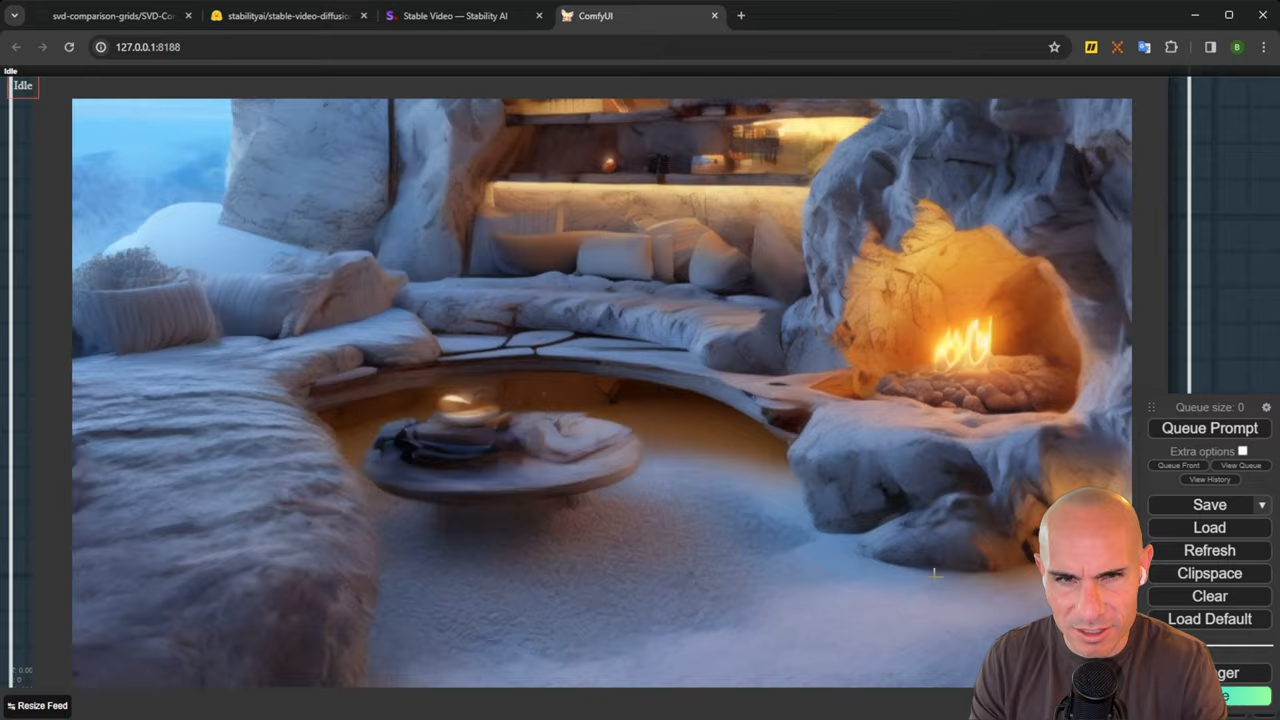 svd-comparison-grids/SVD-Co
stabilityai/stable-video-diffusio
Stable Video — Stability AI
ComfyUI
127.0.0.1:8188
B
Idle
Idle
Queue size: 0
Queue Prompt
Extra options
Queue Front
View Queue
View History
Save
Load
Refresh
Clipspace
Clear
Load Default
ger
e
Resize Feed